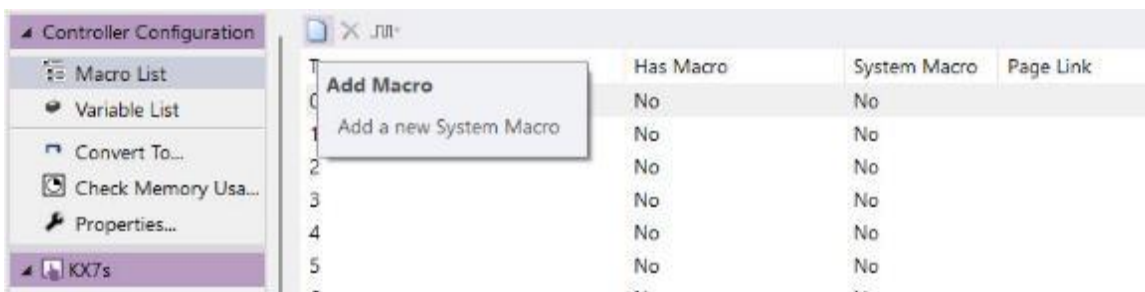 Controller Configuration
Macro List
Variable List
Convert To...
Check Memory Usa...
Properties...
KX7s
Has Macro System Macro Page Link
Add Macro
Add a new System Macro
No No
1 No No
2 No No
3 No No
4 No No
5 No No